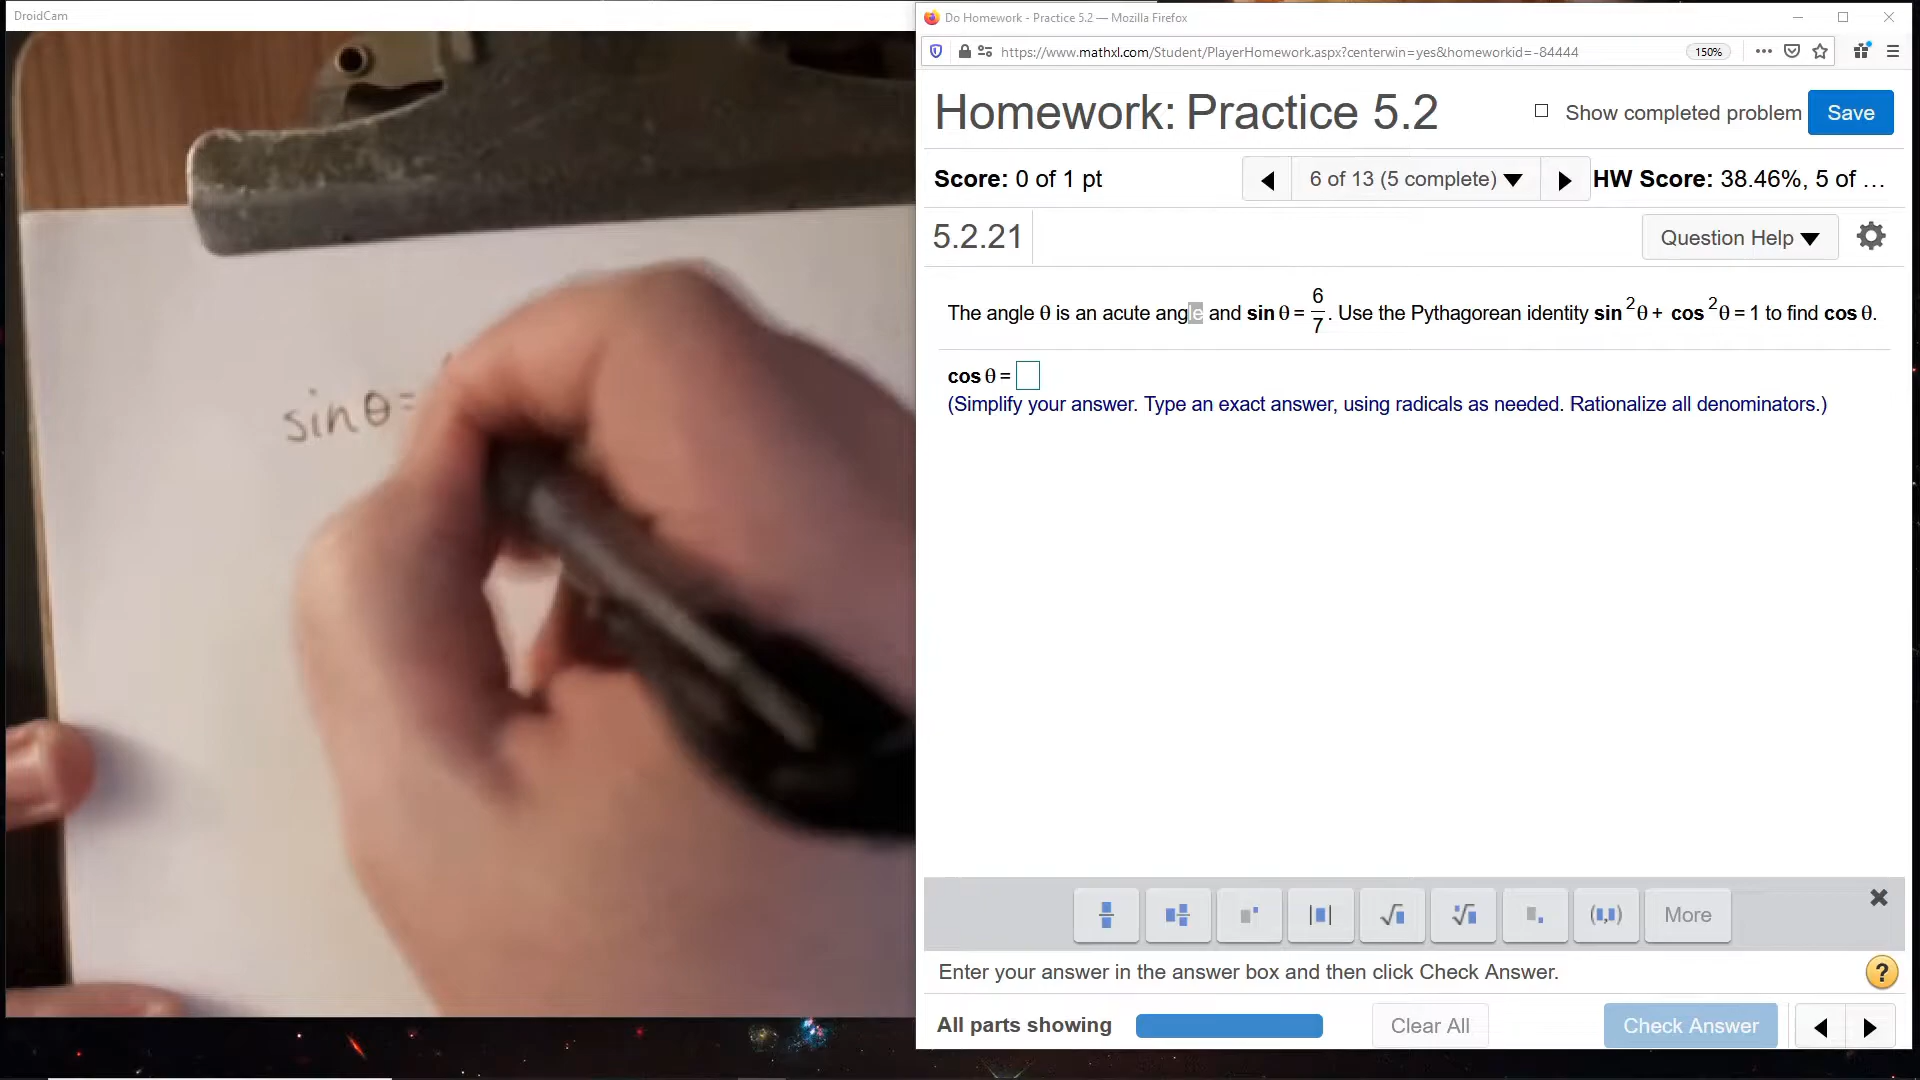 DroidCam
Do Homework - Practice 5.2 — Mozilla Firefox
https://www.mathxl.com/Student/PlayerHomework.aspx?centerwin=yes&homeworkid=-84444
150%
Homework: Practice 5.2
Show completed problem
Save
Score: 0 of 1 pt
6 of 13 (5 complete)
HW Score: 38.46%, 5 of …
5.2.21
Question Help
The angle θ is an acute angle and sin θ = 6/7. Use the Pythagorean identity sin²θ + cos²θ = 1 to find cos θ.
cos θ =
(Simplify your answer. Type an exact answer, using radicals as needed. Rationalize all denominators.)
sin θ =
More
Enter your answer in the answer box and then click Check Answer.
?
All parts showing
Clear All
Check Answer